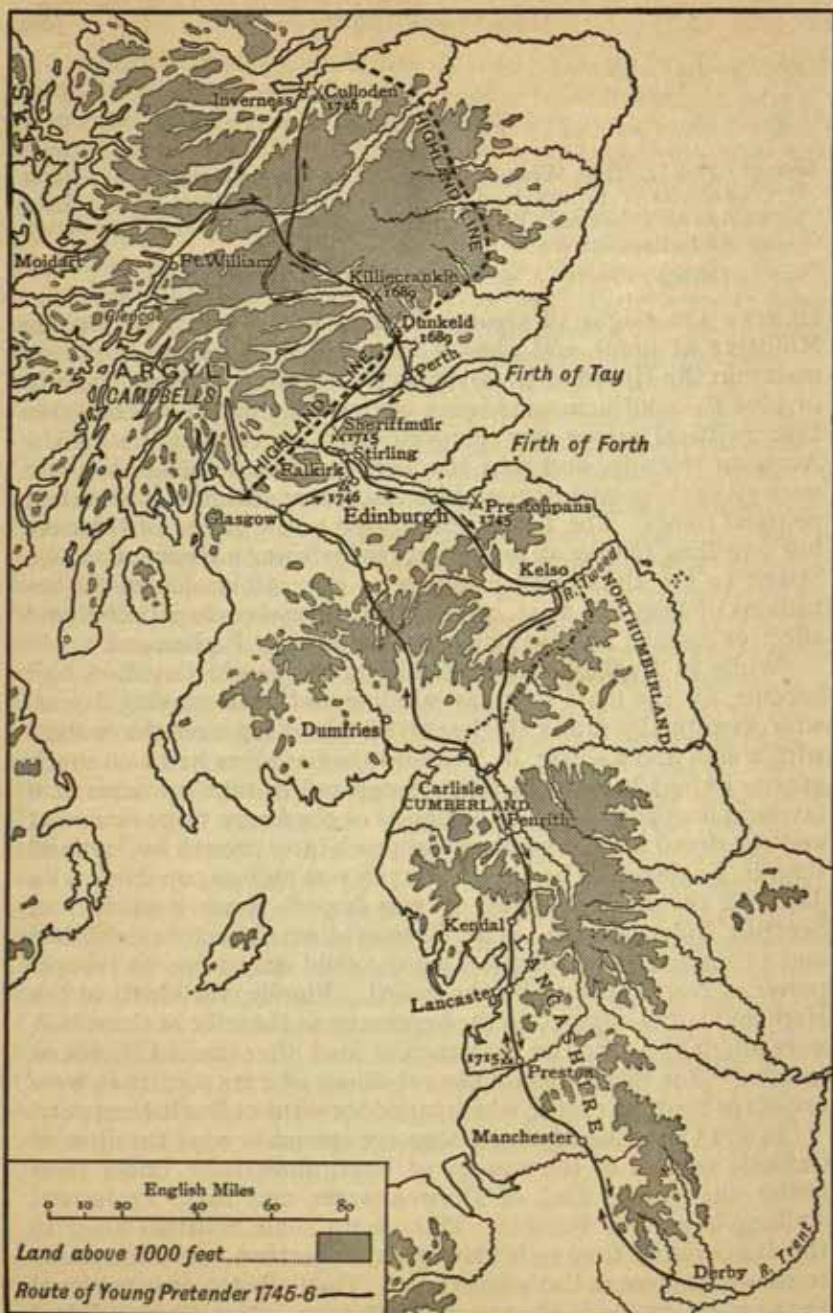 SKYE
Inverness
Culloden
1746
HIGHLAND LINE
Moidart
Ft. William
Killiecrankie
1689
Glencoe
Dunkeld
1689
ARGYLL
CAMPBELLS
Perth
Firth of Tay
HIGHLAND LINE
Sheriffmuir
1715
Stirling
Firth of Forth
Falkirk
1746
Glasgow
Edinburgh
Prestonpans
1745
Kelso
R. Tweed
NORTHUMBERLAND
Dumfries
Carlisle
CUMBERLAND
Penrith
Kendal
LANCASHIRE
Lancaster
1715
Preston
Manchester
Derby
R. Trent
English Miles
0 10 20 40 60 80
Land above 1000 feet
Route of Young Pretender 1745-6